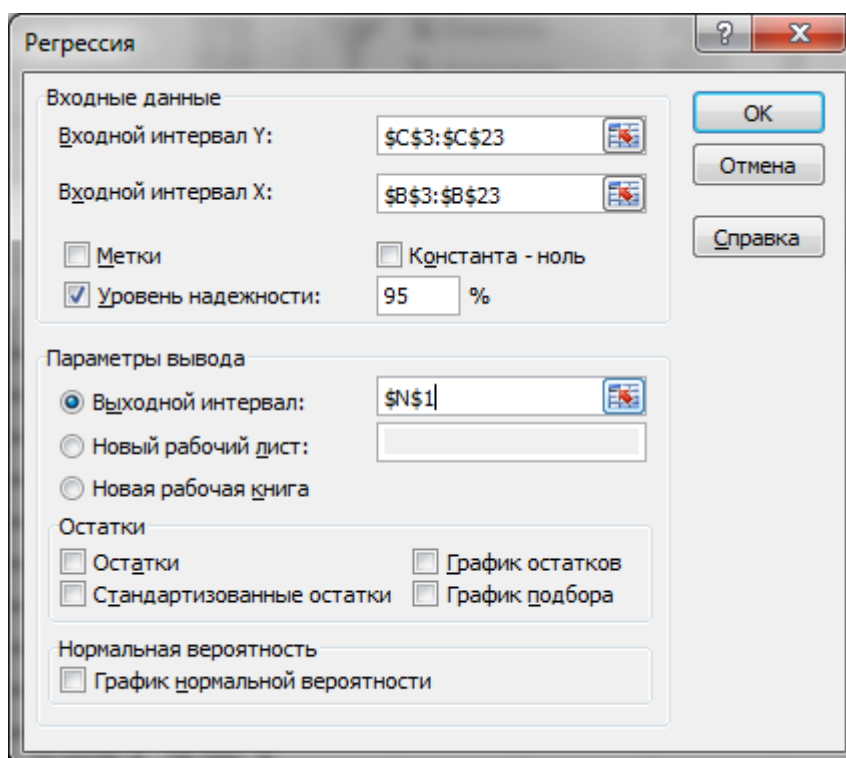 Регрессия
?
X
Входные данные
Входной интервал Y: $C$3:$C$23
OK
Отмена
Входной интервал X: $B$3:$B$23
Справка
Метки Константа - ноль
Уровень надежности: 95 %
Параметры вывода
Выходной интервал: $N$1
Новый рабочий лист:
Новая рабочая книга
Остатки
Остатки График остатков
Стандартизованные остатки График подбора
Нормальная вероятность
График нормальной вероятности